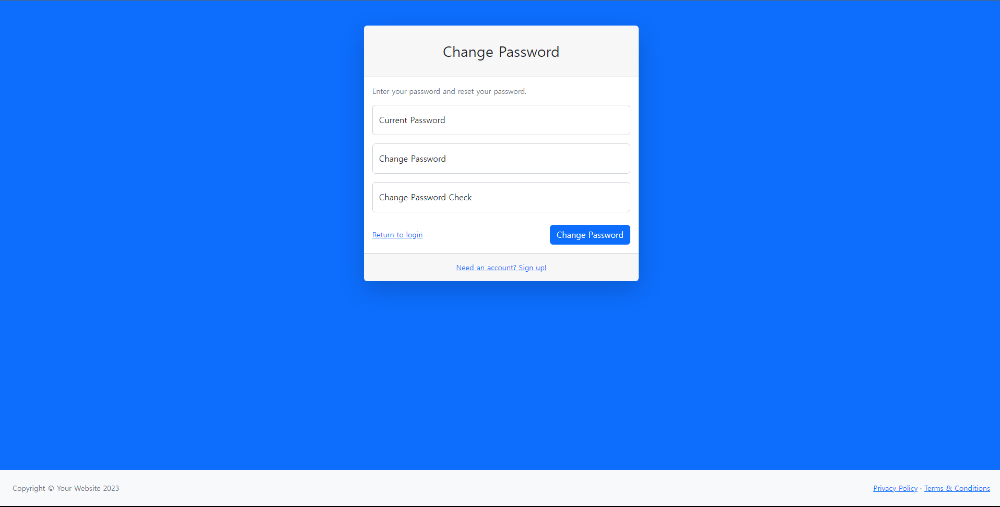 Change Password
Enter your password and reset your password.
Current Password
Change Password
Change Password Check
Return to login
Change Password
Need an account? Sign up!
Copyright © Your Website 2023
Privacy Policy · Terms & Conditions